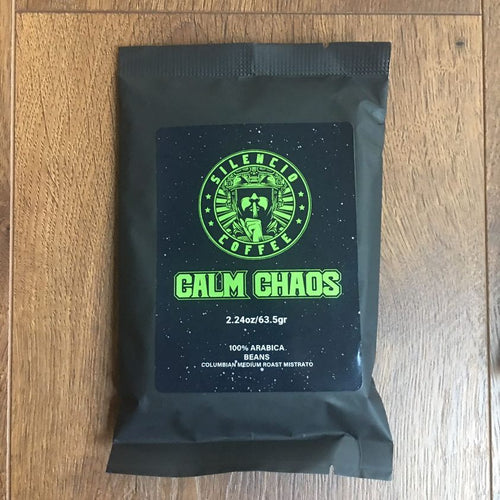 SILENCIO
COFFEE
CALM CHAOS
2.24oz/63.5gr
100% ARABICA
BEANS
COLUMBIAN MEDIUM ROAST MISTRATO